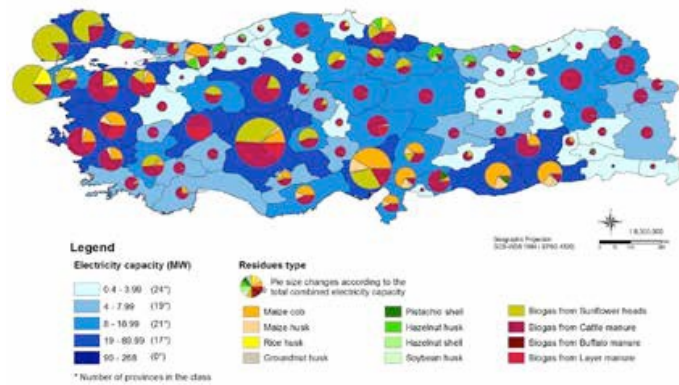 Geographic Projection
1:6,500,000
Legend
Electricity capacity (MW)
0.4 - 3.99 (24*)
4 - 7.99 (19*)
8 - 18.99 (21*)
19 - 89.99 (17*)
90 - 268 (0*)
* Number of provinces in the class
Residues type
Pie size changes according to the
total combined electricity capacity
Maize cob
Maize husk
Rice husk
Groundnut husk
Pistachio shell
Hazelnut husk
Hazelnut shell
Soybean husk
Biogas from Sunflower heads
Biogas from Cattle manure
Biogas from Buffalo manure
Biogas from Layer manure